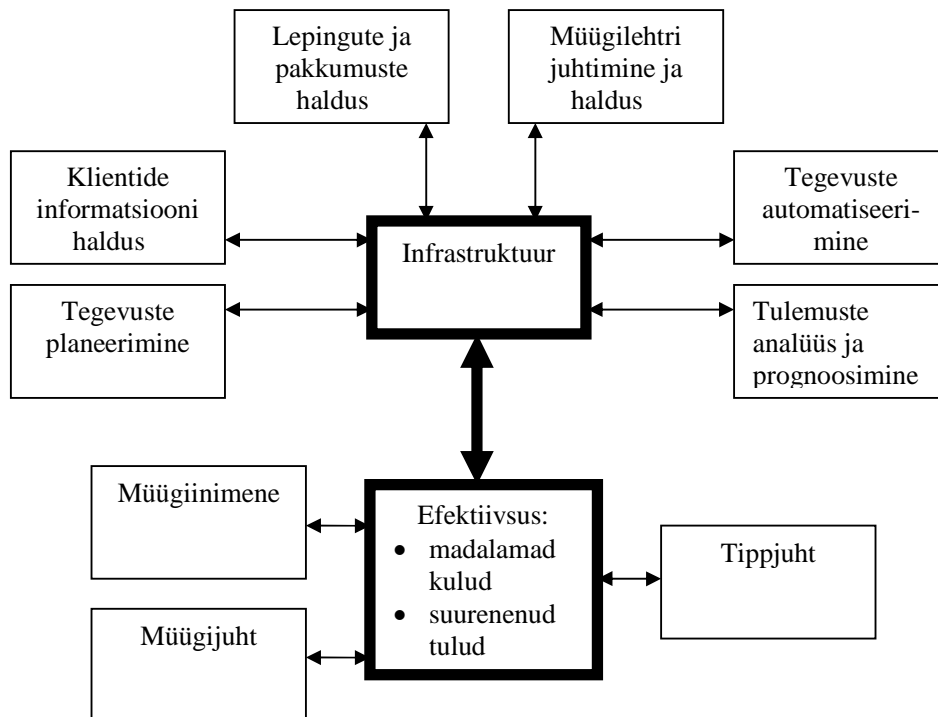 Lepingute ja
pakkumuste
haldus
Müügilehtri
juhtimine ja
haldus
Klientide
informatsiooni
haldus
Tegevuste
automatiseeri-
mine
Infrastruktuur
Tegevuste
planeerimine
Tulemuste
analüüs ja
prognoosimine
Müügiinimene
Efektiivsus:
• madalamad
kulud
• suurenenud
tulud
Tippjuht
Müügijuht